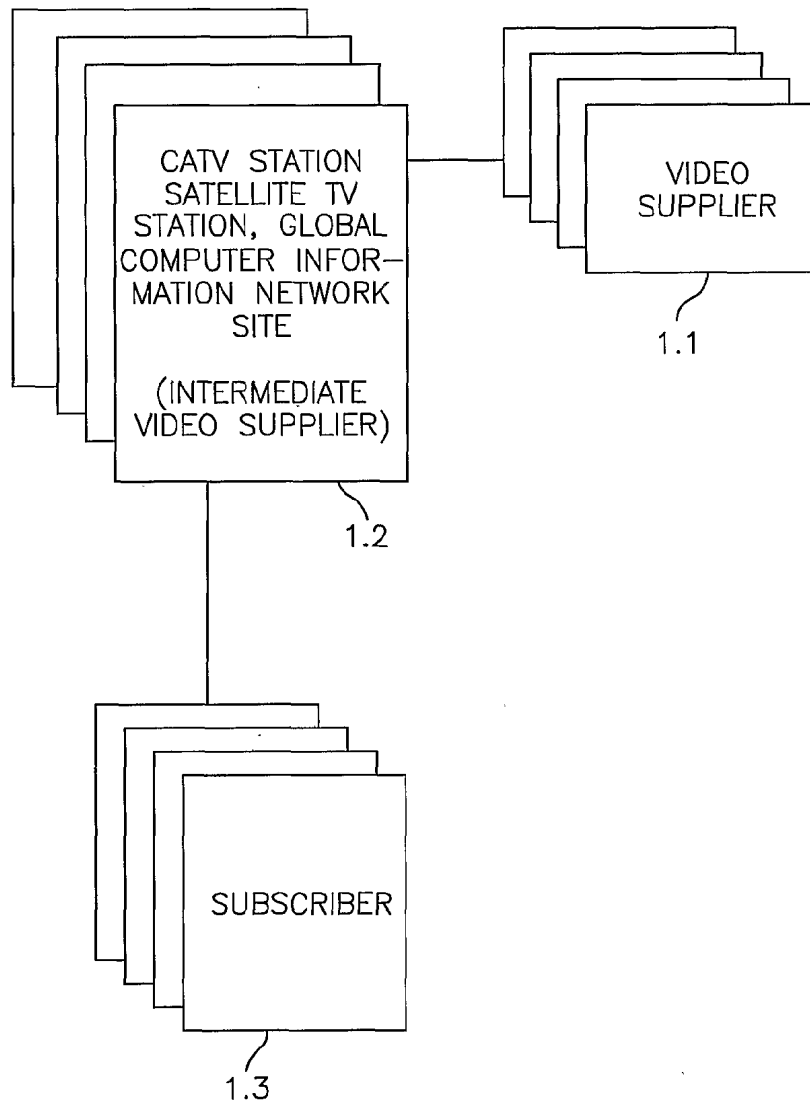 CATV STATION
SATELLITE TV
STATION, GLOBAL
COMPUTER INFOR-
MATION NETWORK
SITE
(INTERMEDIATE
VIDEO SUPPLIER)
1.2
VIDEO
SUPPLIER
1.1
SUBSCRIBER
1.3